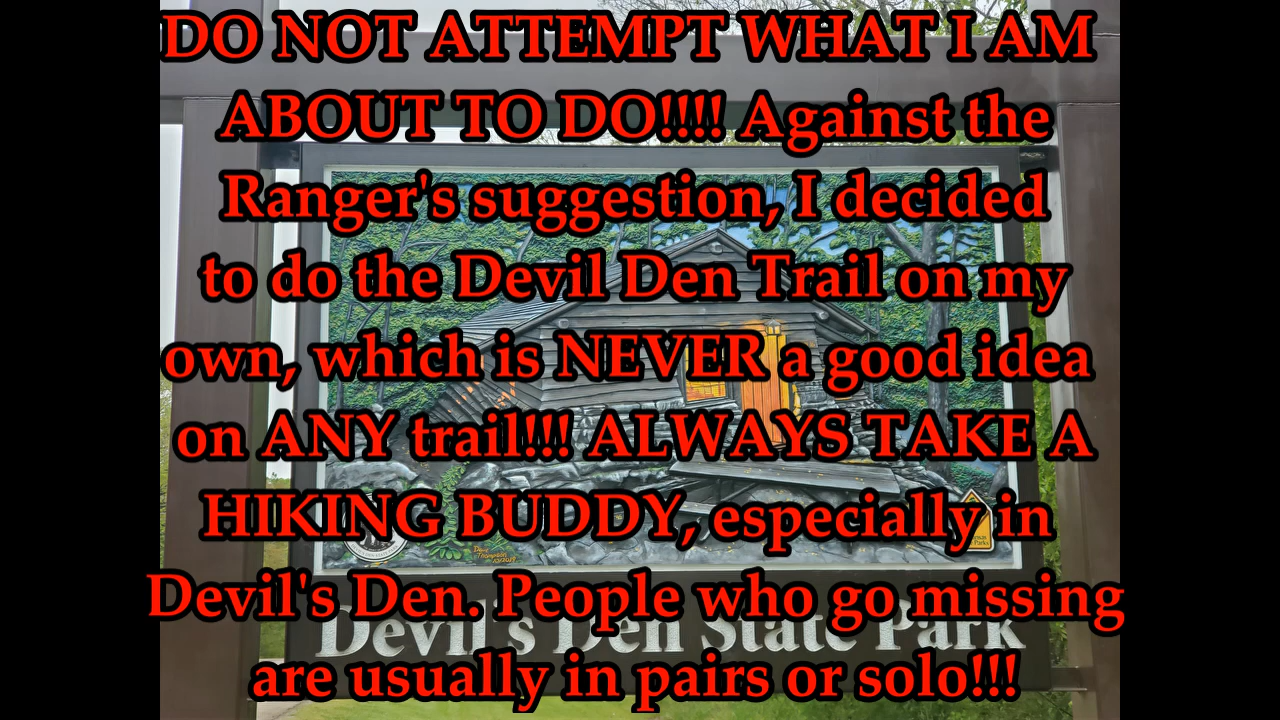 DO NOT ATTEMPT WHAT I AM
ABOUT TO DO!!!! Against the
Ranger's suggestion, I decided
to do the Devil Den Trail on my
own, which is NEVER a good idea
on ANY trail!!! ALWAYS TAKE A
HIKING BUDDY, especially in
Devil's Den. People who go missing
are usually in pairs or solo!!!
Devil's Den State Park
Dave
Thompson